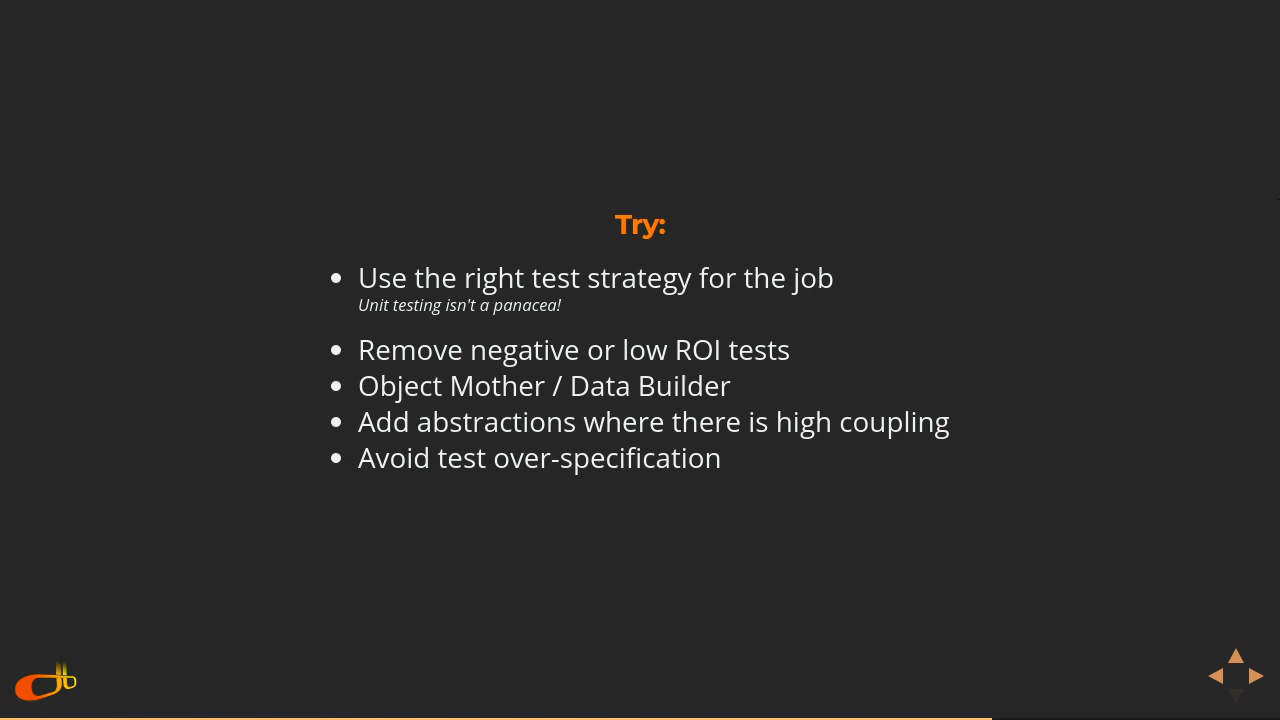 Try:
Use the right test strategy for the job
Unit testing isn't a panacea!
Remove negative or low ROI tests
Object Mother / Data Builder
Add abstractions where there is high coupling
Avoid test over-specification